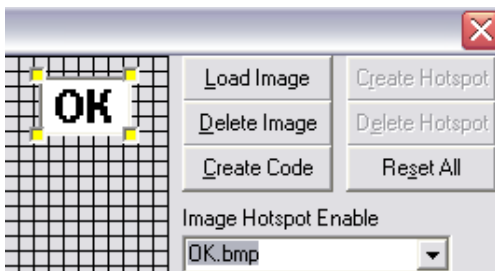 OK
Load Image
Create Hotspot
Delete Image
Delete Hotspot
Create Code
Reset All
Image Hotspot Enable
OK.bmp